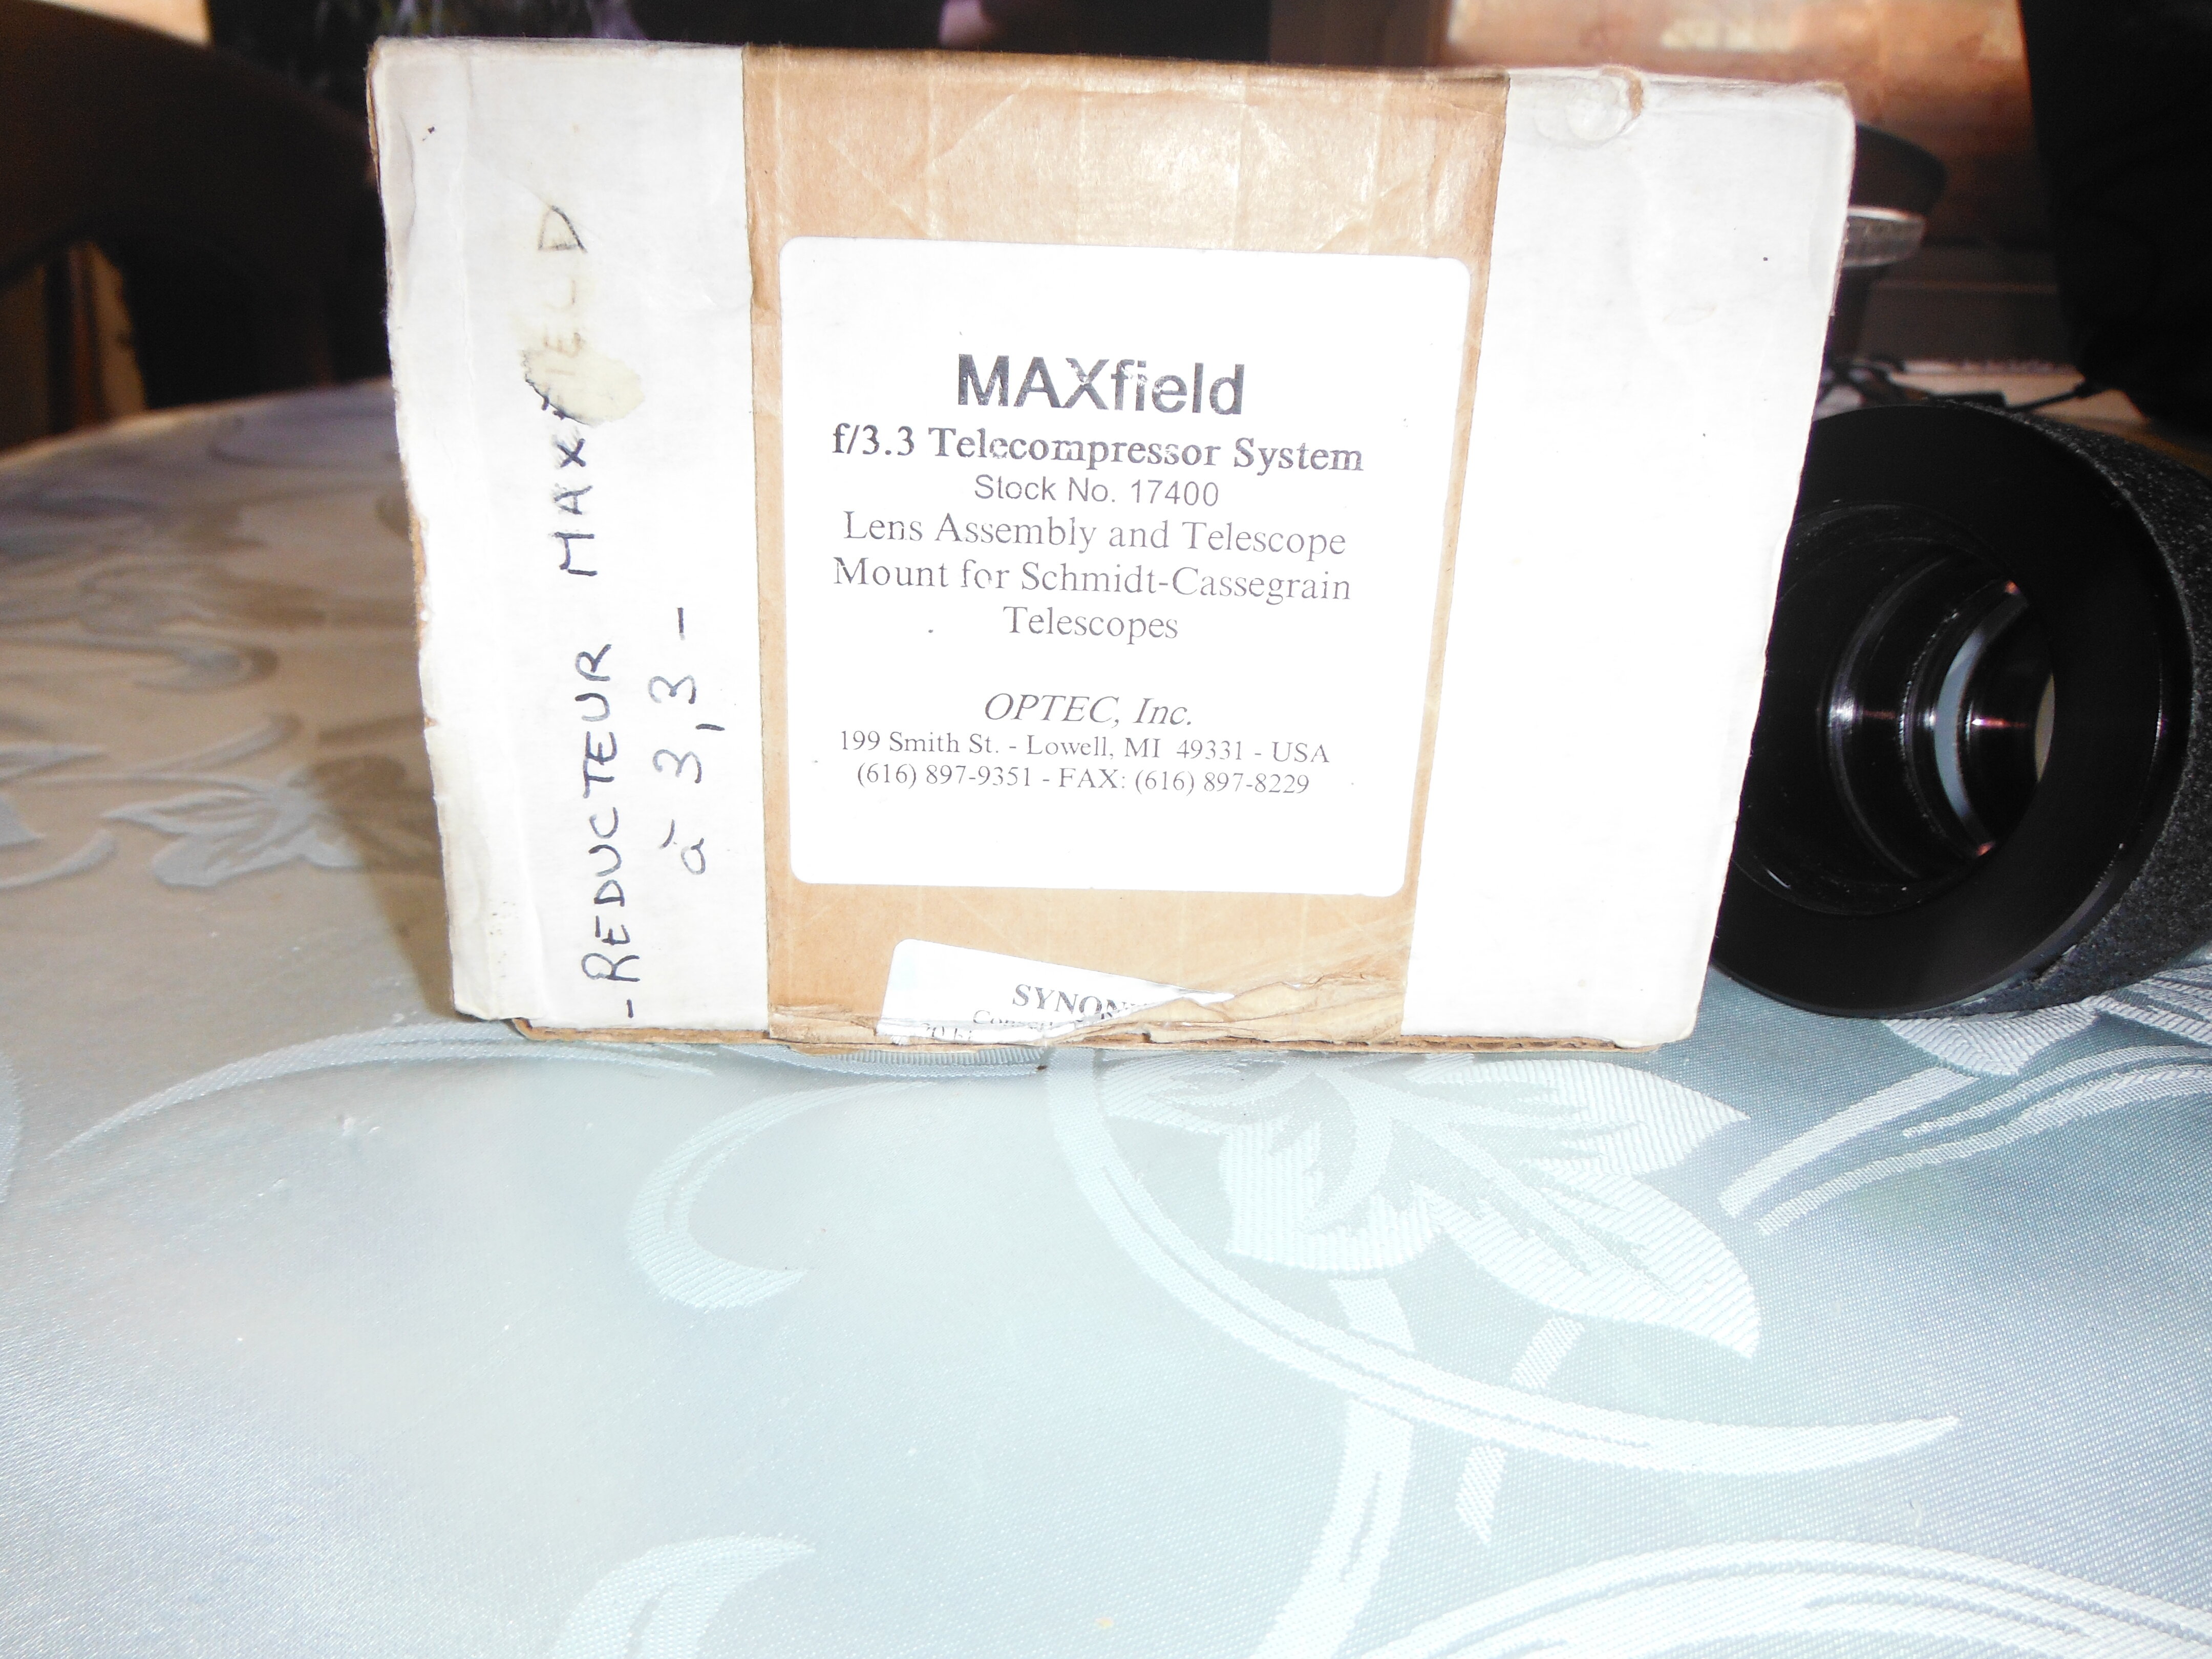 - REDUCTEUR MAXFIELD
à 3,3 -
MAXfield
f/3.3 Telecompressor System
Stock No. 17400
Lens Assembly and Telescope
Mount for Schmidt-Cassegrain
Telescopes
OPTEC, Inc.
199 Smith St. - Lowell, MI 49331 - USA
(616) 897-9351 - FAX: (616) 897-8229